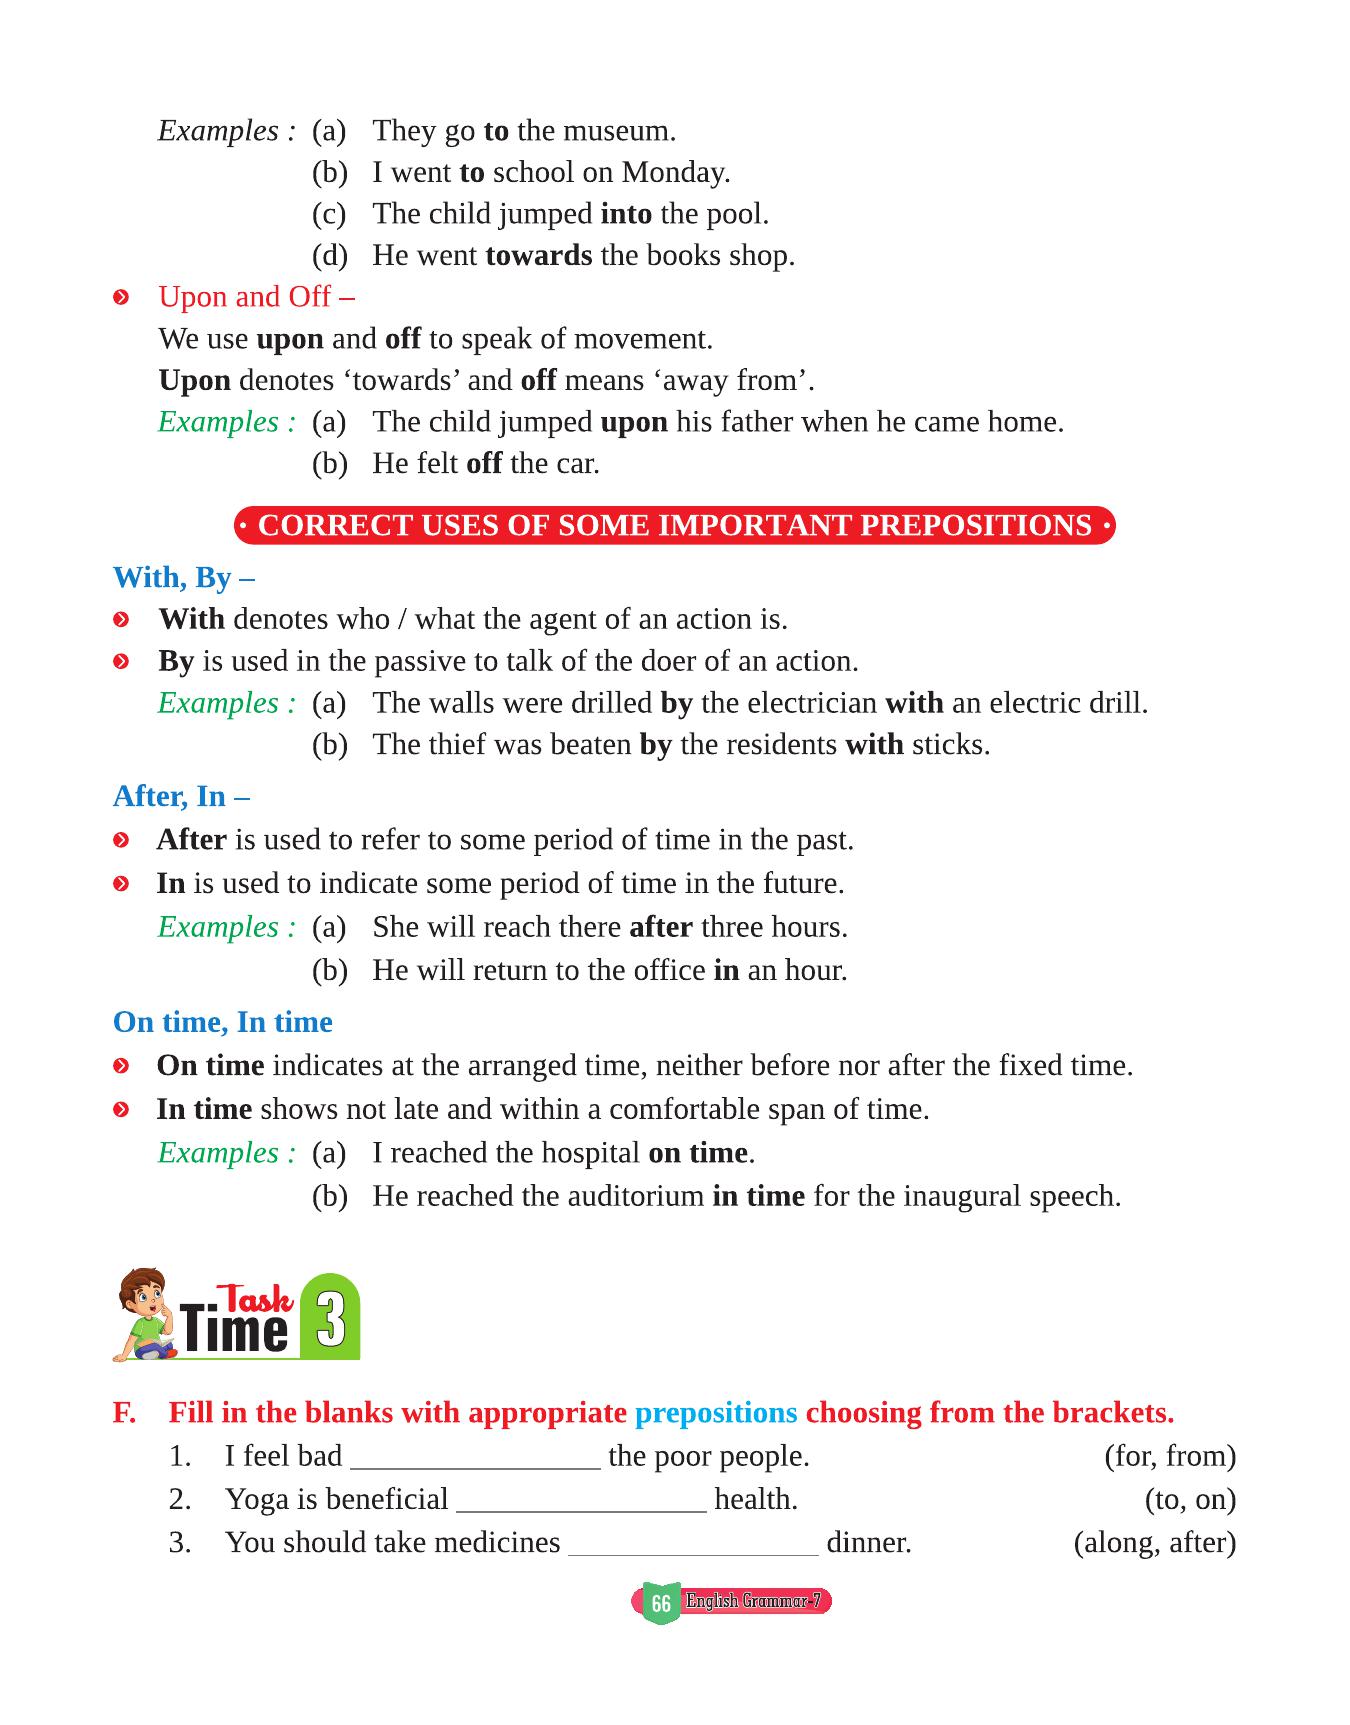 Examples : (a) They go to the museum.
(b) I went to school on Monday.
(c) The child jumped into the pool.
(d) He went towards the books shop.
Upon and Off –
We use upon and off to speak of movement.
Upon denotes ‘towards’ and off means ‘away from’.
Examples : (a) The child jumped upon his father when he came home.
(b) He felt off the car.
• CORRECT USES OF SOME IMPORTANT PREPOSITIONS •
With, By –
With denotes who / what the agent of an action is.
By is used in the passive to talk of the doer of an action.
Examples : (a) The walls were drilled by the electrician with an electric drill.
(b) The thief was beaten by the residents with sticks.
After, In –
After is used to refer to some period of time in the past.
In is used to indicate some period of time in the future.
Examples : (a) She will reach there after three hours.
(b) He will return to the office in an hour.
On time, In time
On time indicates at the arranged time, neither before nor after the fixed time.
In time shows not late and within a comfortable span of time.
Examples : (a) I reached the hospital on time.
(b) He reached the auditorium in time for the inaugural speech.
Task
Time 3
F. Fill in the blanks with appropriate prepositions choosing from the brackets.
1. I feel bad ________________ the poor people. (for, from)
2. Yoga is beneficial ________________ health. (to, on)
3. You should take medicines ________________ dinner. (along, after)
66 English Grammar-7